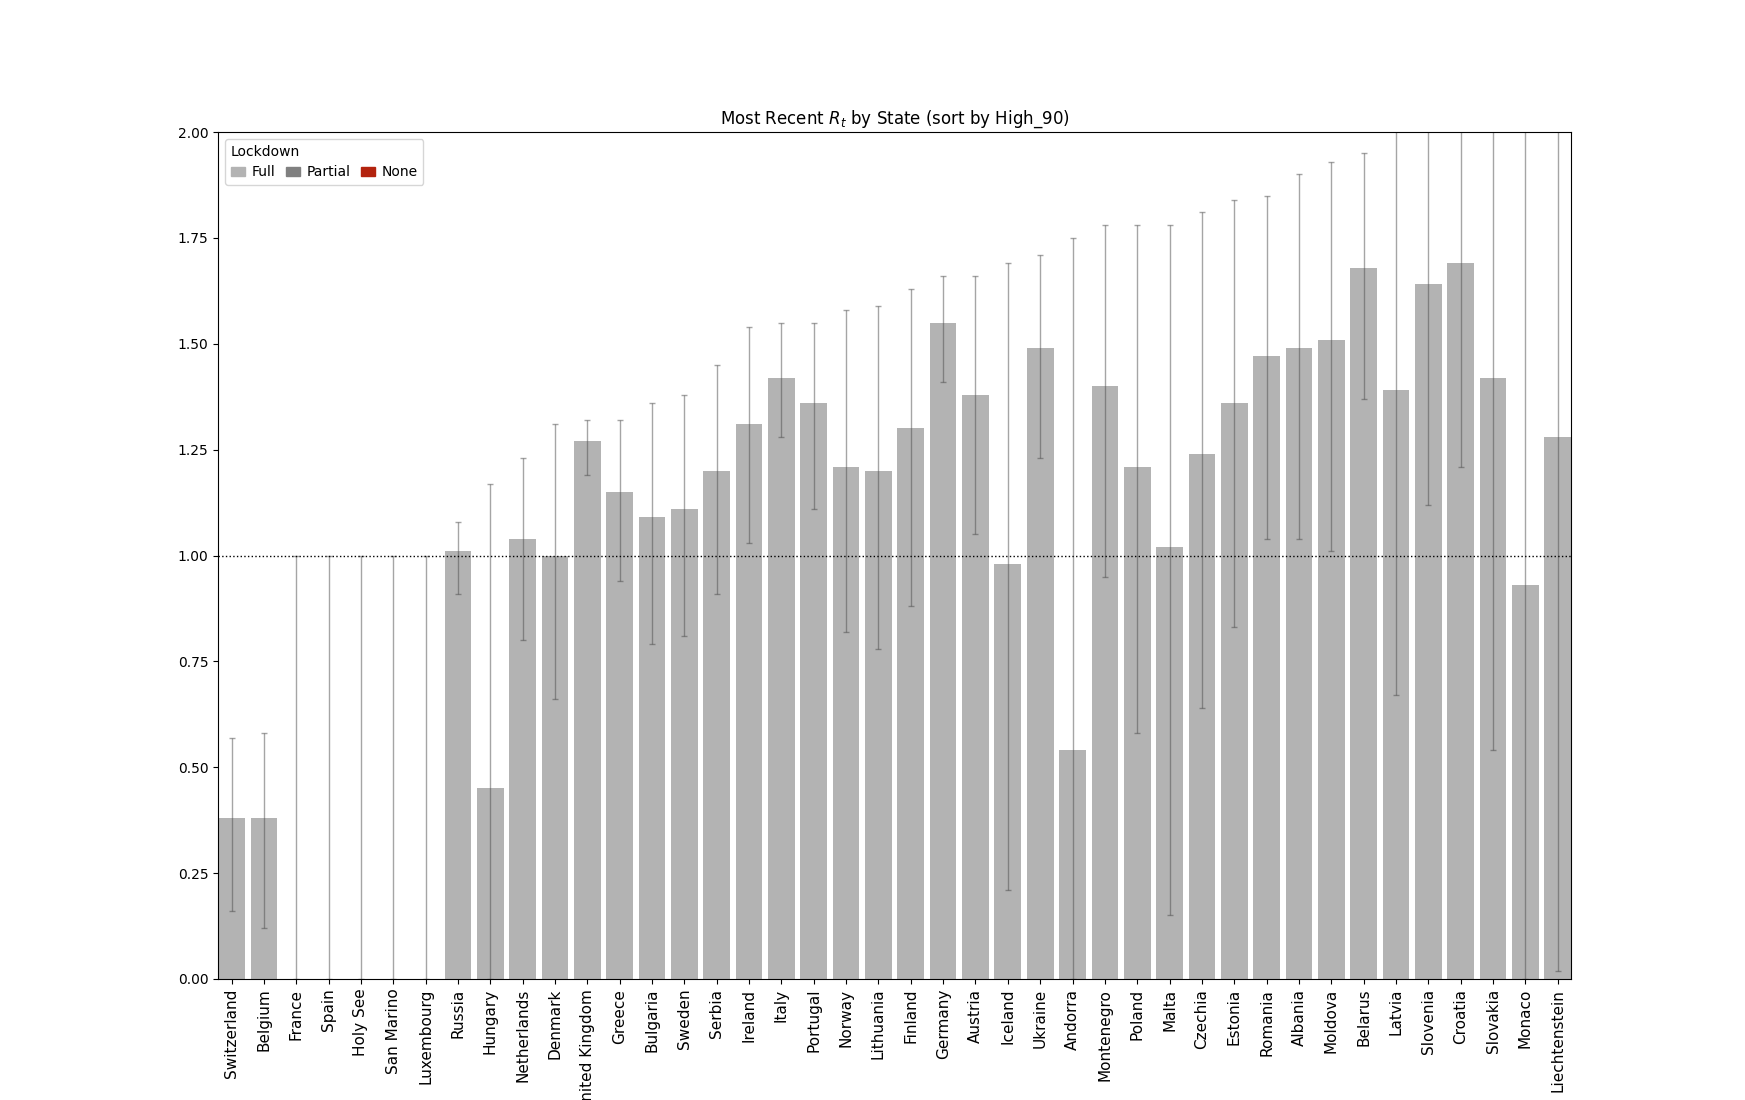 Most Recent R_t by State (sort by High_90)
Lockdown
Full Partial None
2.00
1.75
1.50
1.25
1.00
0.75
0.50
0.25
0.00
Switzerland
Belgium
France
Spain
Holy See
San Marino
Luxembourg
Russia
Hungary
Netherlands
Denmark
nited Kingdom
Greece
Bulgaria
Sweden
Serbia
Ireland
Italy
Portugal
Norway
Lithuania
Finland
Germany
Austria
Iceland
Ukraine
Andorra
Montenegro
Poland
Malta
Czechia
Estonia
Romania
Albania
Moldova
Belarus
Latvia
Slovenia
Croatia
Slovakia
Monaco
Liechtenstein